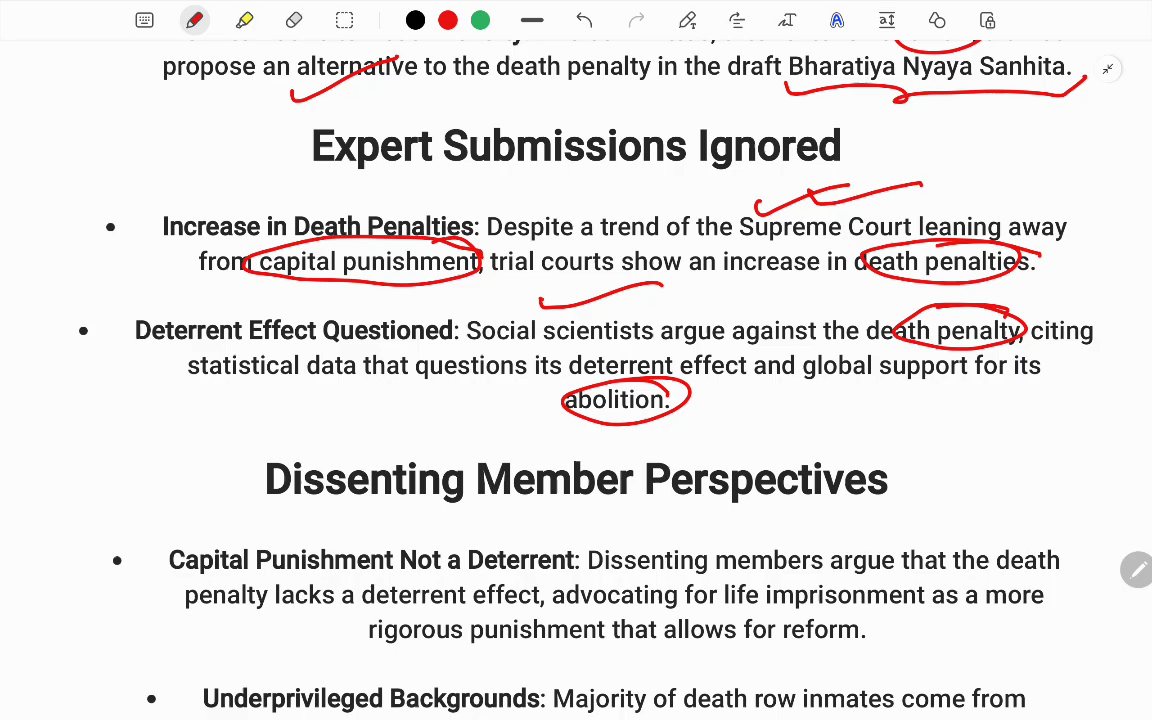 propose an alternative to the death penalty in the draft Bharatiya Nyaya Sanhita.
Expert Submissions Ignored
• Increase in Death Penalties: Despite a trend of the Supreme Court leaning away
from capital punishment, trial courts show an increase in death penalties.
• Deterrent Effect Questioned: Social scientists argue against the death penalty, citing
statistical data that questions its deterrent effect and global support for its
abolition.
Dissenting Member Perspectives
• Capital Punishment Not a Deterrent: Dissenting members argue that the death
penalty lacks a deterrent effect, advocating for life imprisonment as a more
rigorous punishment that allows for reform.
• Underprivileged Backgrounds: Majority of death row inmates come from